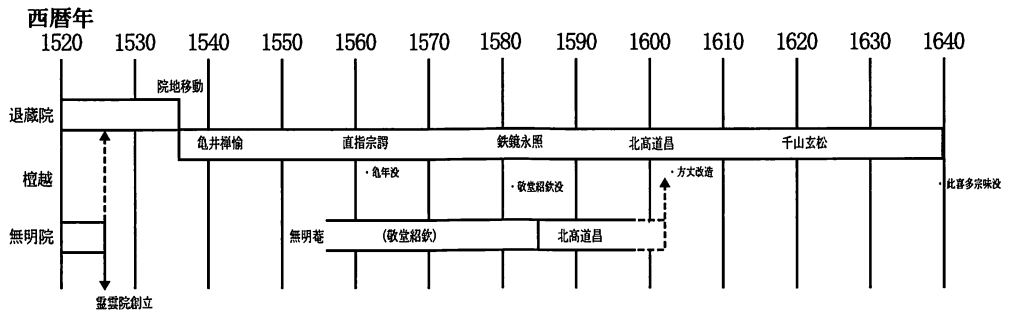 西暦年
1520 1530 1540 1550 1560 1570 1580 1590 1600 1610 1620 1630 1640
院地移動
退蔵院
亀井禅愉 直指宗諤 鉄鏡永照 北高道昌 千山玄松
檀越
・亀年没 ・敬堂紹欽没 ・方丈改造 ・此喜多宗味没
無明院
無明菴 (敬堂紹欽) 北高道昌
霊雲院創立